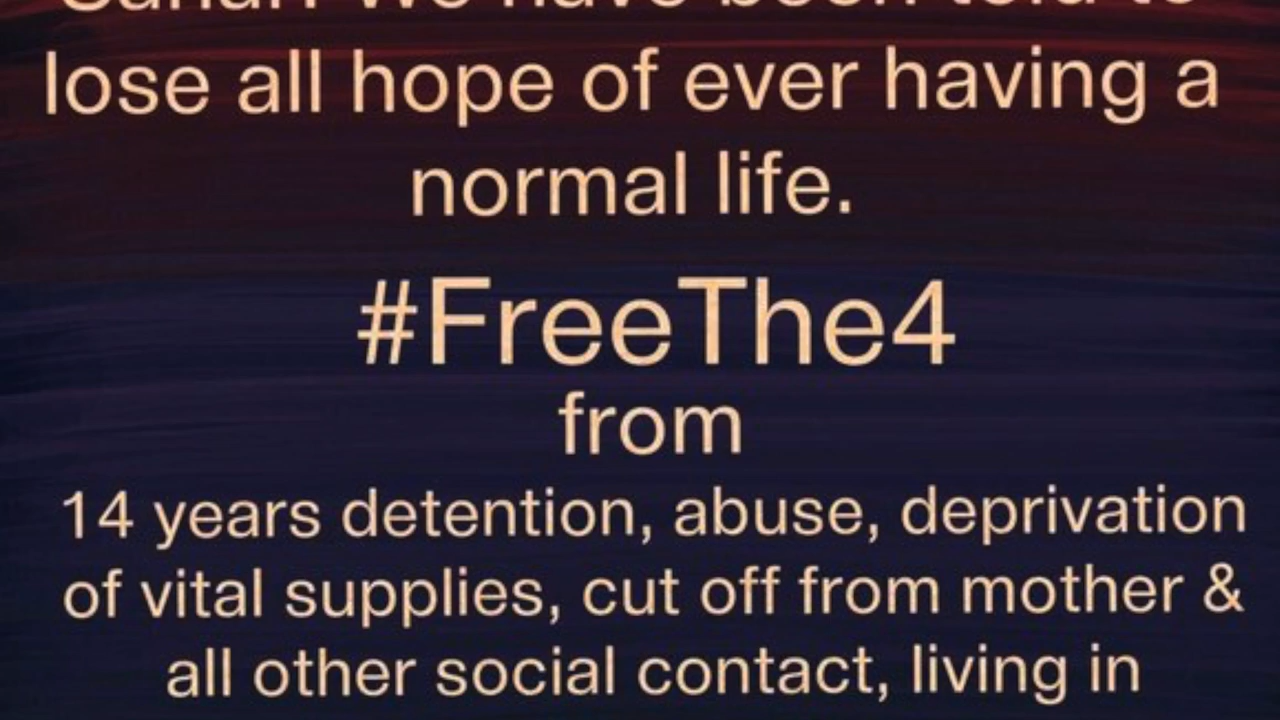 lose all hope of ever having a
normal life.
#FreeThe4
from
14 years detention, abuse, deprivation
of vital supplies, cut off from mother &
all other social contact, living in